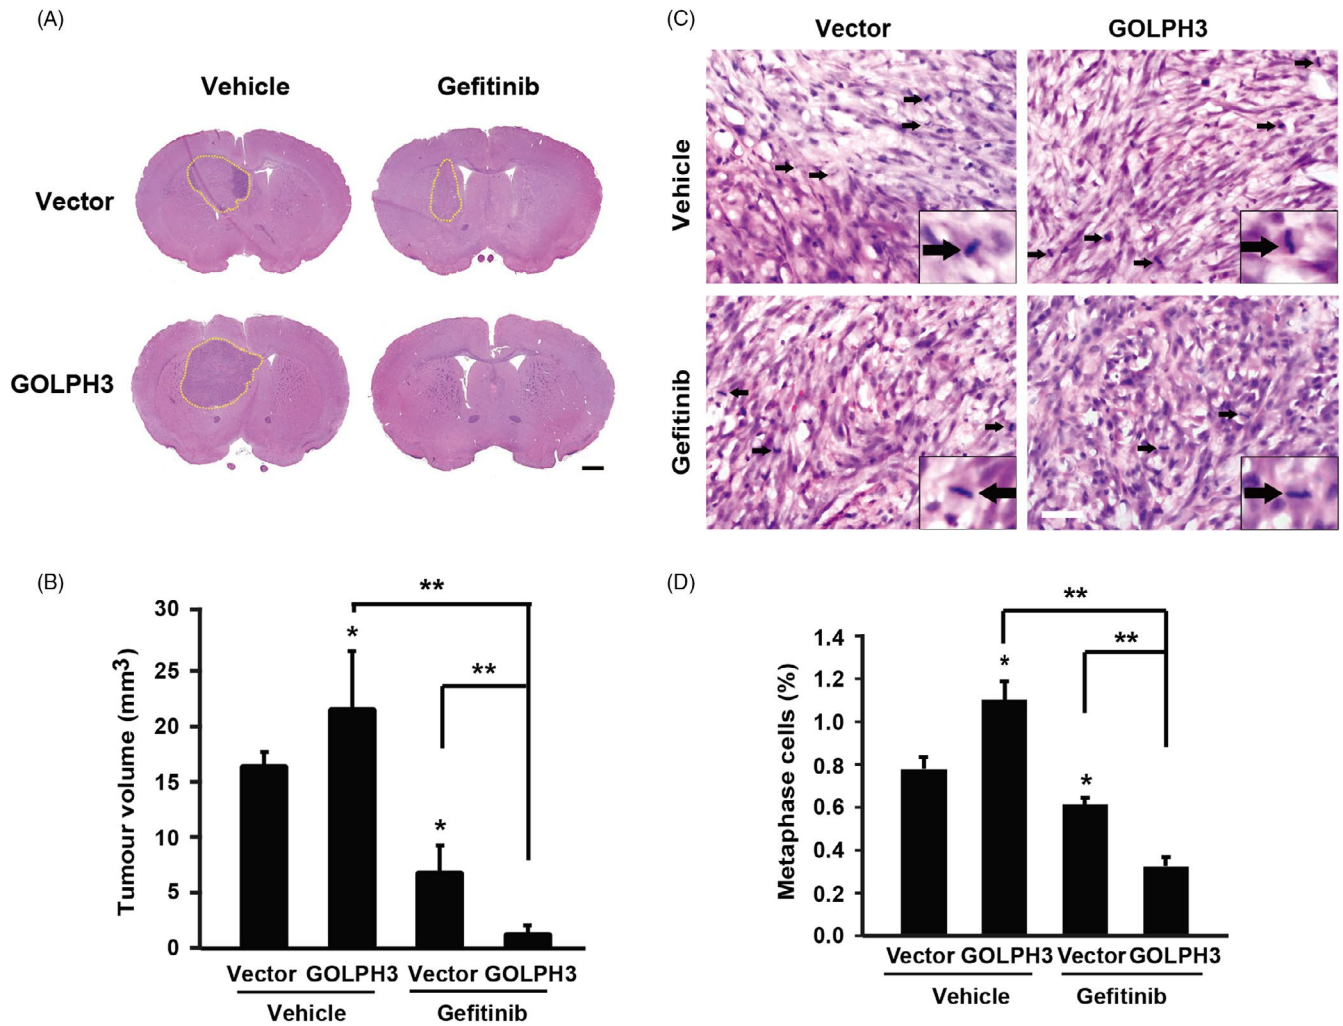 (A)
Vehicle Gefitinib
Vector
GOLPH3
(C)
Vector GOLPH3
Vehicle
Gefitinib
(B)
Tumour volume (mm3)
30
25
20
15
10
5
0
**
*
**
*
Vector GOLPH3 Vector GOLPH3
Vehicle Gefitinib
(D)
Metaphase cells (%)
1.4
1.2
1.0
0.8
0.6
0.4
0.2
0.0
**
**
*
*
Vector GOLPH3 Vector GOLPH3
Vehicle Gefitinib